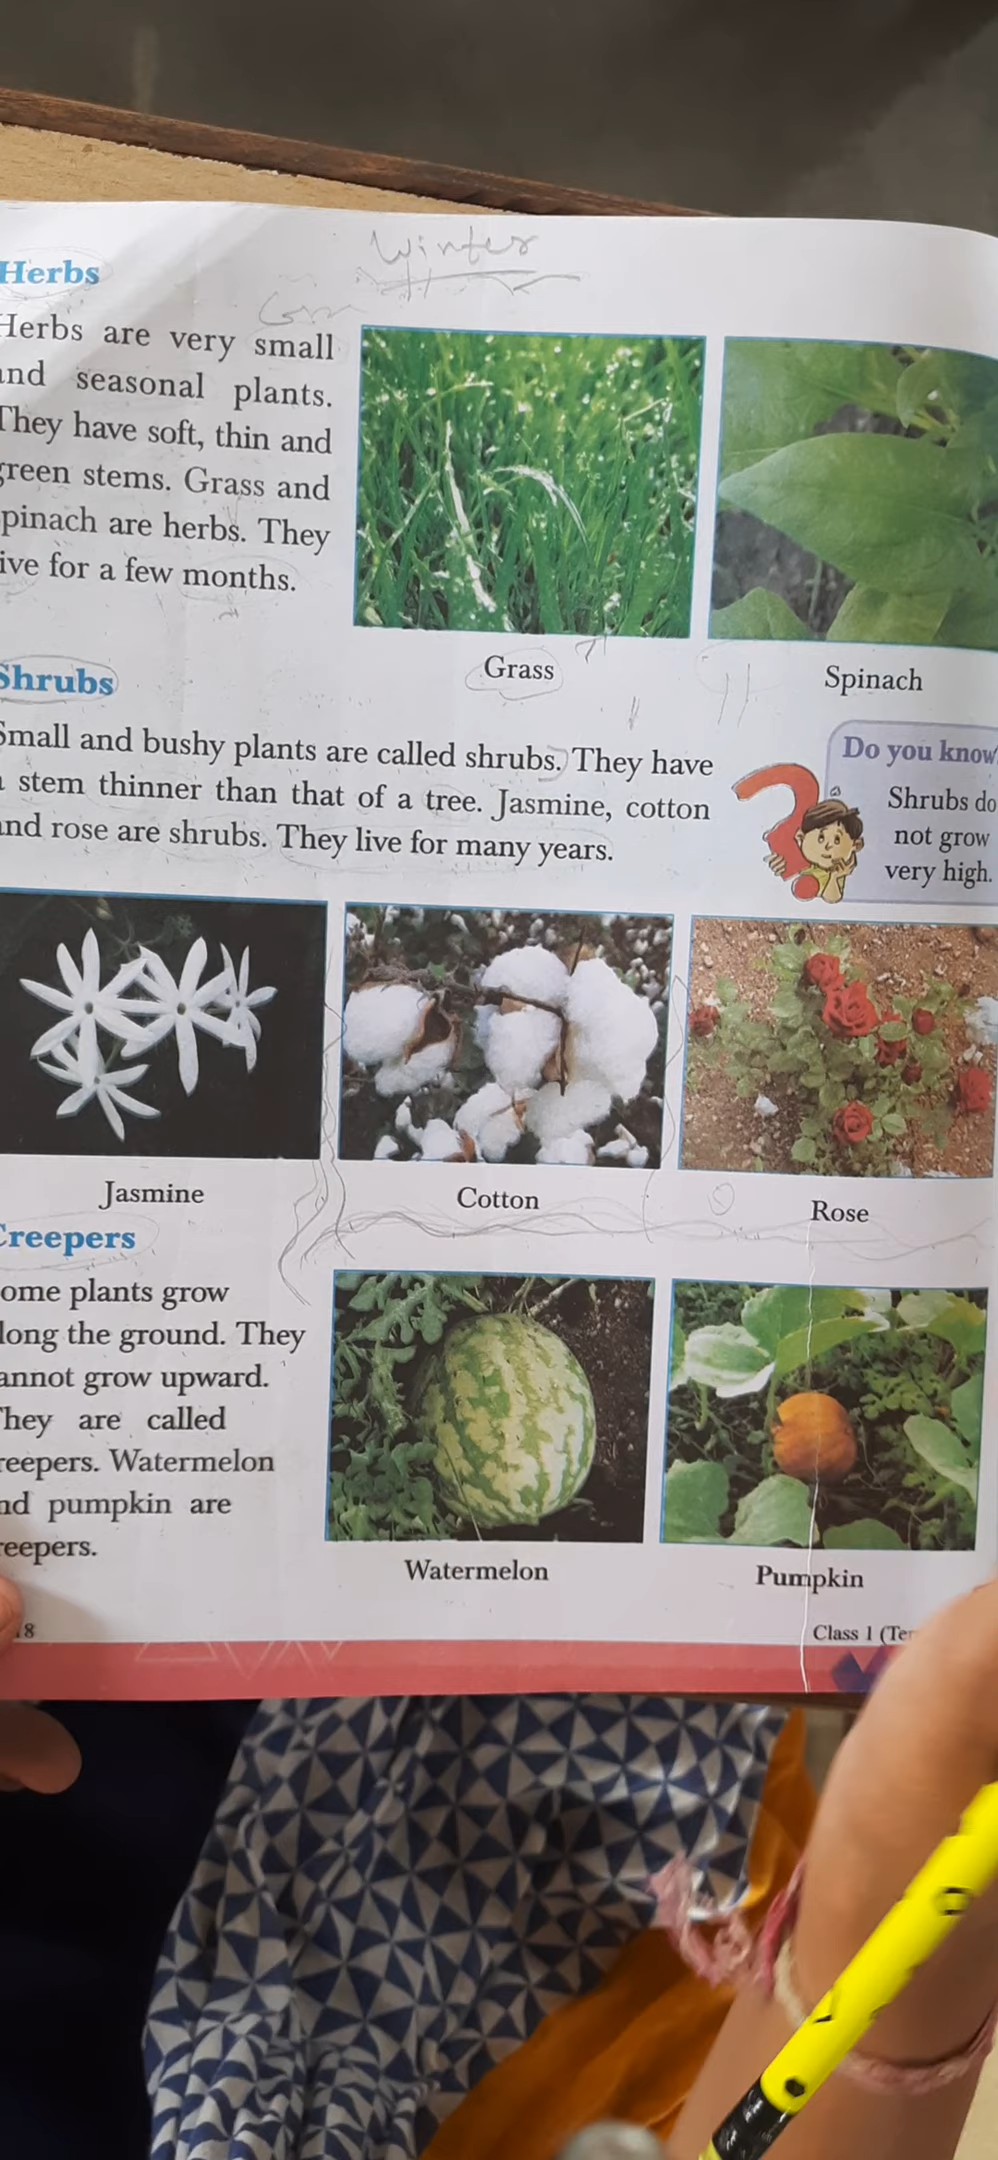 Winter
Herbs
Herbs are very small
and seasonal plants.
They have soft, thin and
green stems. Grass and
spinach are herbs. They
live for a few months.
Grass
Spinach
Shrubs
Small and bushy plants are called shrubs. They have
a stem thinner than that of a tree. Jasmine, cotton
and rose are shrubs. They live for many years.
Do you know
Shrubs do
not grow
very high.
Jasmine
Cotton
Rose
Creepers
ome plants grow
long the ground. They
annot grow upward.
They are called
reepers. Watermelon
nd pumpkin are
reepers.
Watermelon
Pumpkin
18
Class 1 (Ter